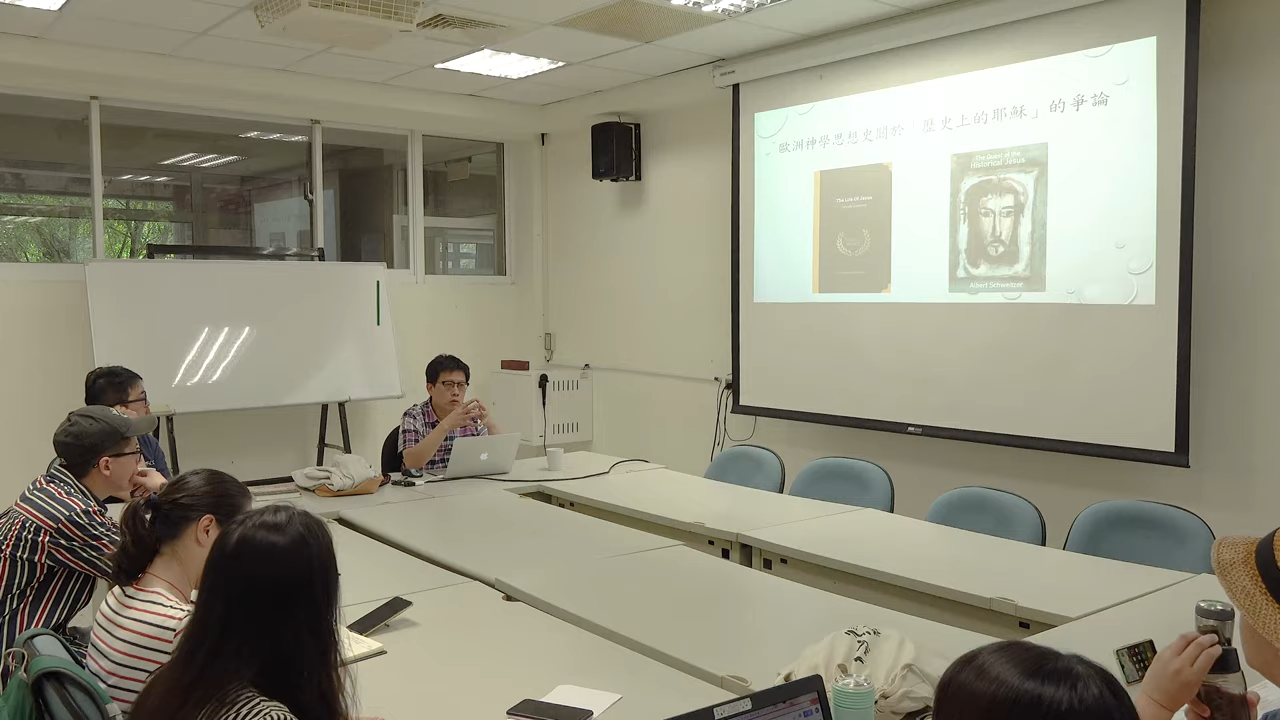 歐洲神學思想史關於「歷史上的耶穌」的爭論
The Life of Jesus
The Quest of the
Historical Jesus
Albert Schweitzer